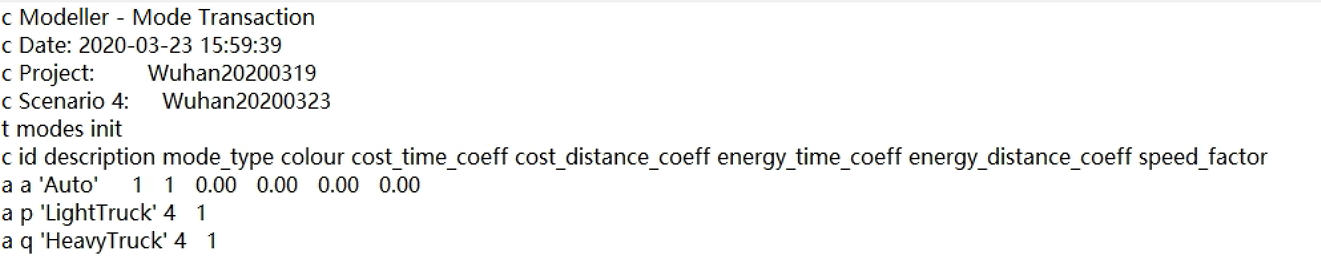 c Modeller - Mode Transaction
c Date: 2020-03-23 15:59:39
c Project: Wuhan20200319
c Scenario 4: Wuhan20200323
t modes init
c id description mode_type colour cost_time_coeff cost_distance_coeff energy_time_coeff energy_distance_coeff speed_factor
a a 'Auto' 1 1 0.00 0.00 0.00 0.00
a p 'LightTruck' 4 1
a q 'HeavyTruck' 4 1